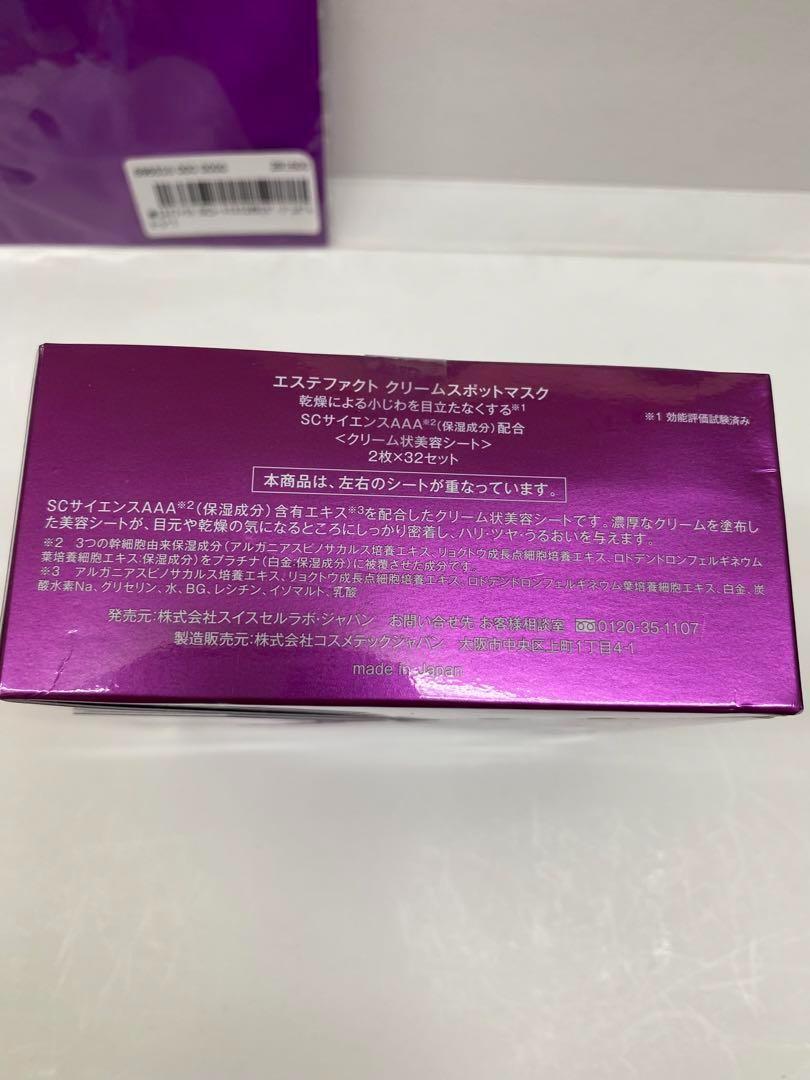 エステファクト クリームスポットマスク
乾燥による小じわを目立たなくする※1
※1 効能評価試験済み
SCサイエンスAAA※2(保湿成分)配合
<クリーム状美容シート>
2枚×32セット
本商品は、左右のシートが重なっています。
SCサイエンスAAA※2(保湿成分)含有エキス※3を配合したクリーム状美容シートです。濃厚なクリームを塗布し
た美容シートが、目元や乾燥の気になるところにしっかり密着し、ハリ・ツヤ・うるおいを与えます。
※2 3つの幹細胞由来保湿成分(アルガニアスピノサカルス培養エキス、リョクトウ成長点細胞培養エキス、ロドデンドロンフェルギネウム
葉培養細胞エキス:保湿成分)をプラチナ(白金:保湿成分)に被覆させた成分です。
※3 アルガニアスピノサカルス培養エキス、リョクトウ成長点細胞培養エキス、ロドデンドロンフェルギネウム葉培養細胞エキス、白金、炭
酸水素Na、グリセリン、水、BG、レシチン、イソマルト、乳酸
発売元:株式会社スイスセルラボ・ジャパン お問い合せ先 お客様相談室 0120-35-1107
製造販売元:株式会社コスメテックジャパン 大阪市中央区上町1丁目4-1
made in Japan